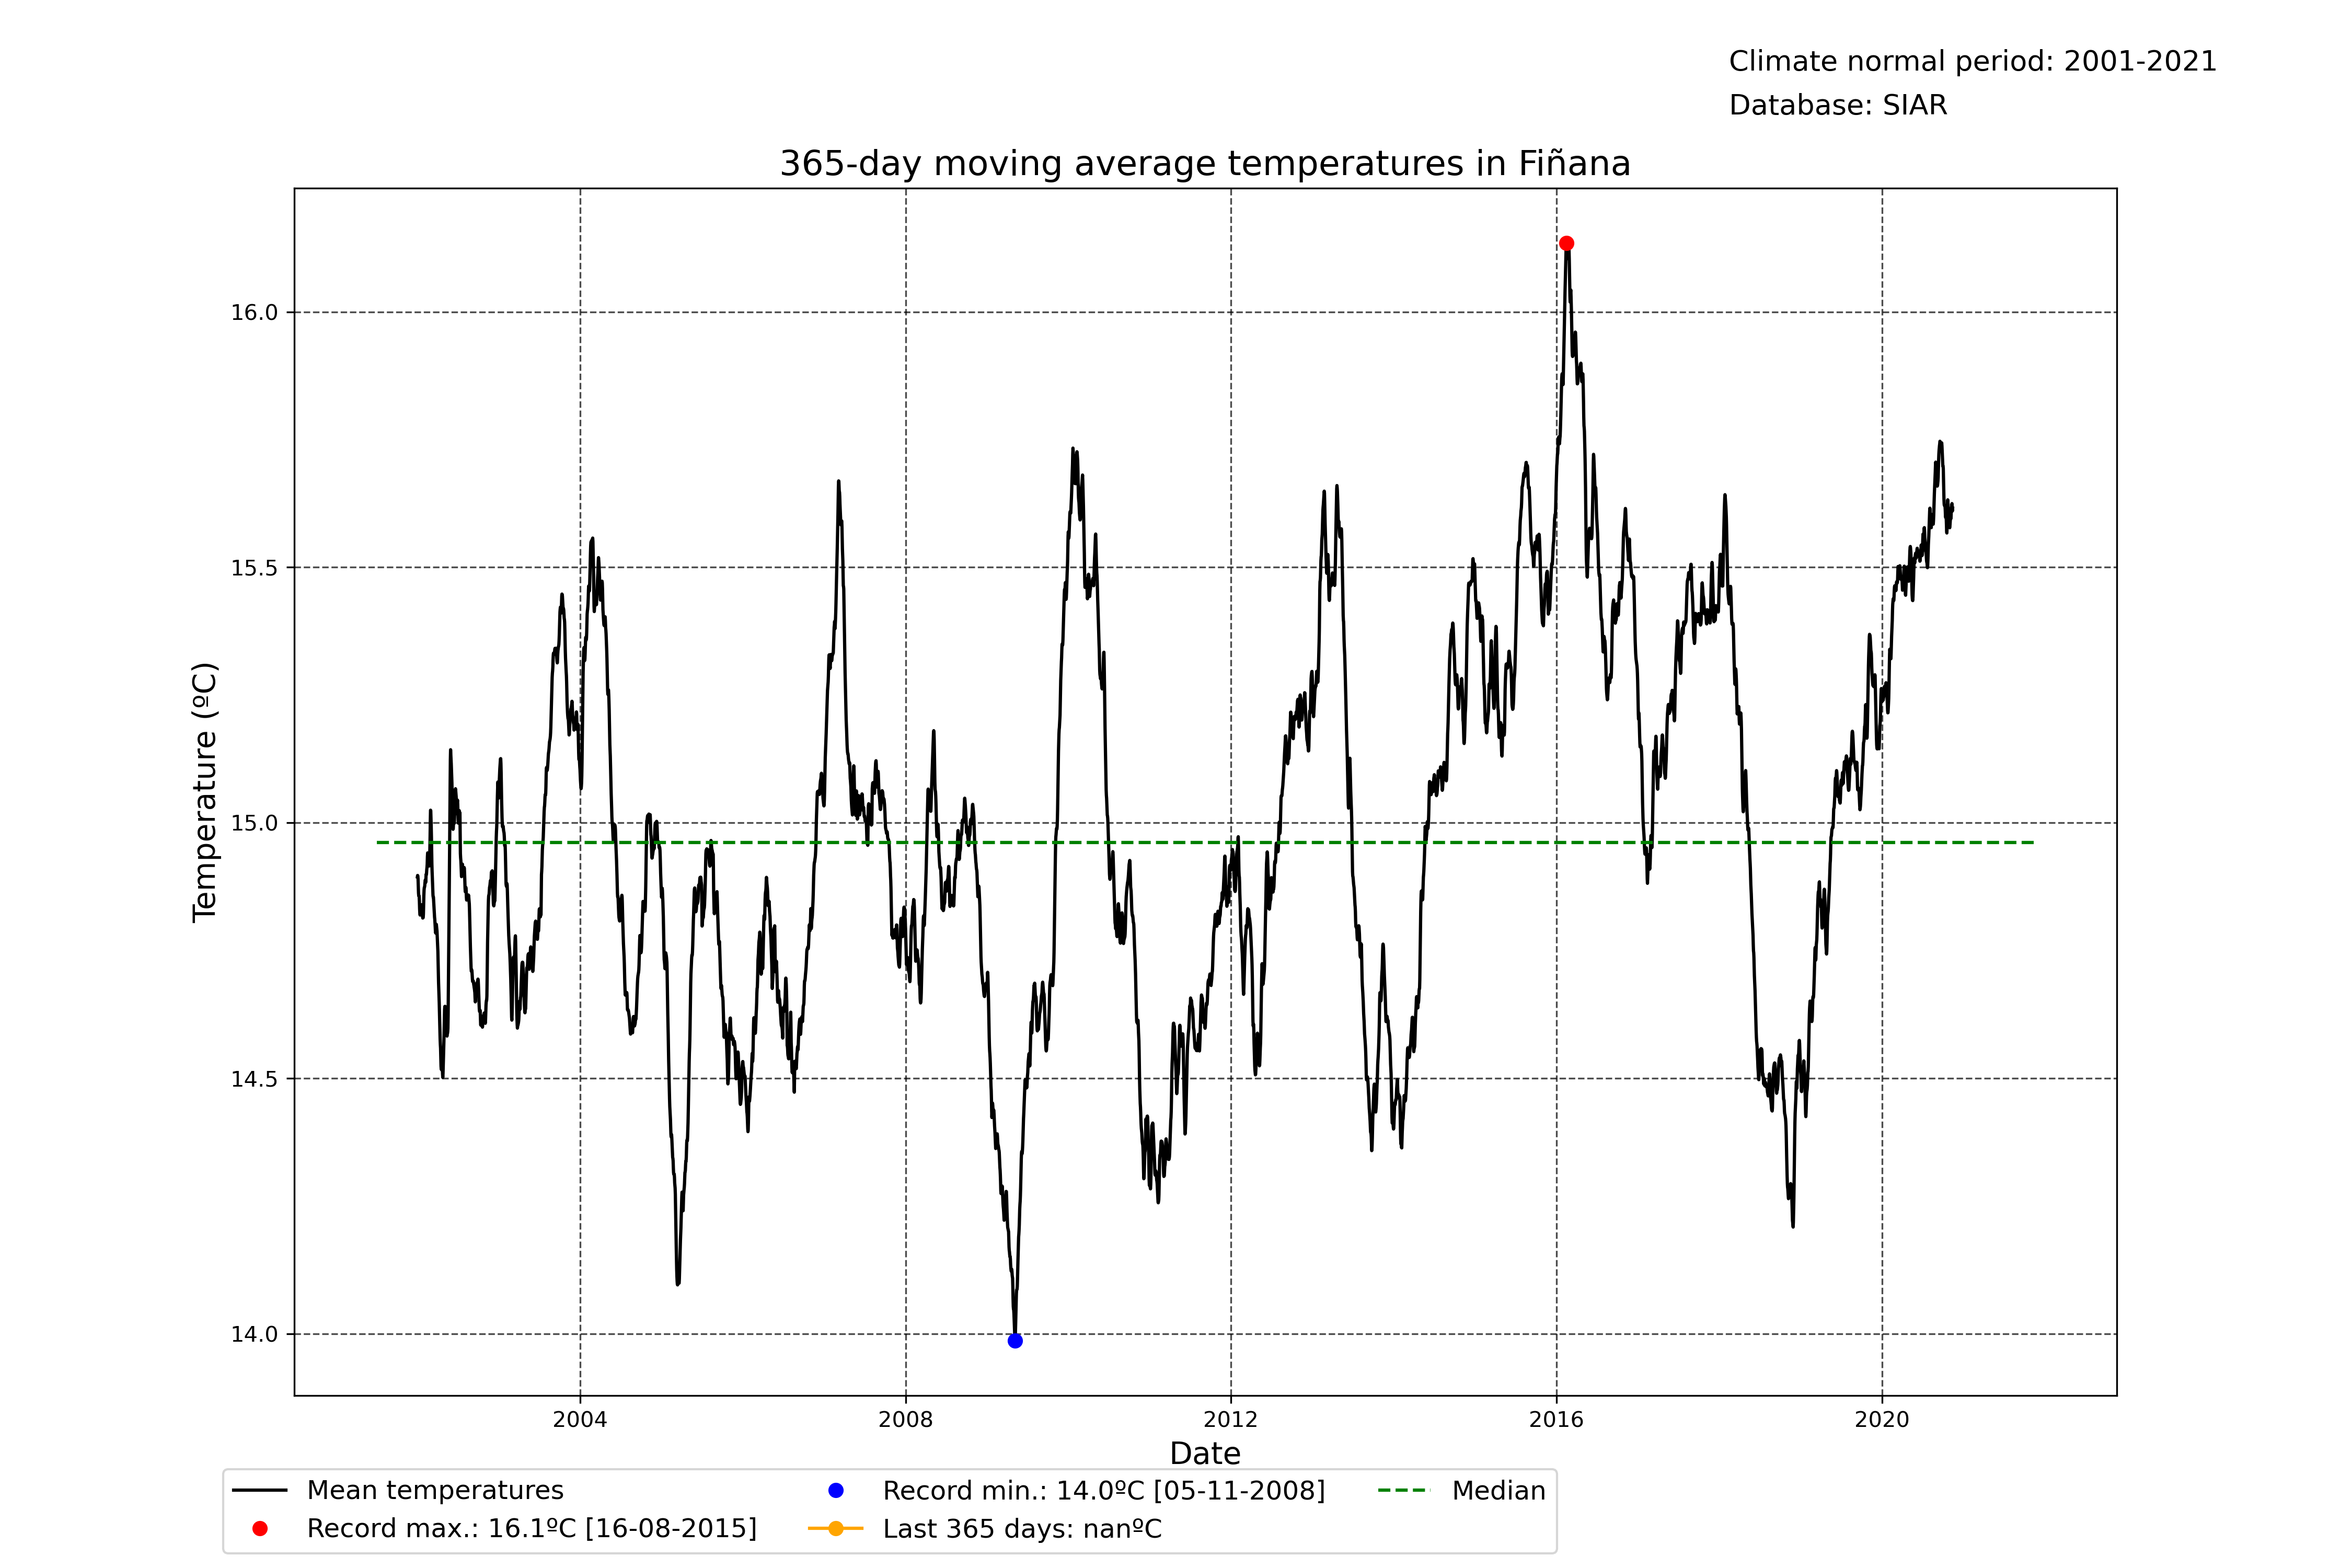 Climate normal period: 2001-2021
Database: SIAR
365-day moving average temperatures in Fiñana
Temperature (ºC)
16.0
15.5
15.0
14.5
14.0
2004
2008
2012
2016
2020
Date
Mean temperatures
Record max.: 16.1ºC [16-08-2015]
Record min.: 14.0ºC [05-11-2008]
Last 365 days: nanºC
Median